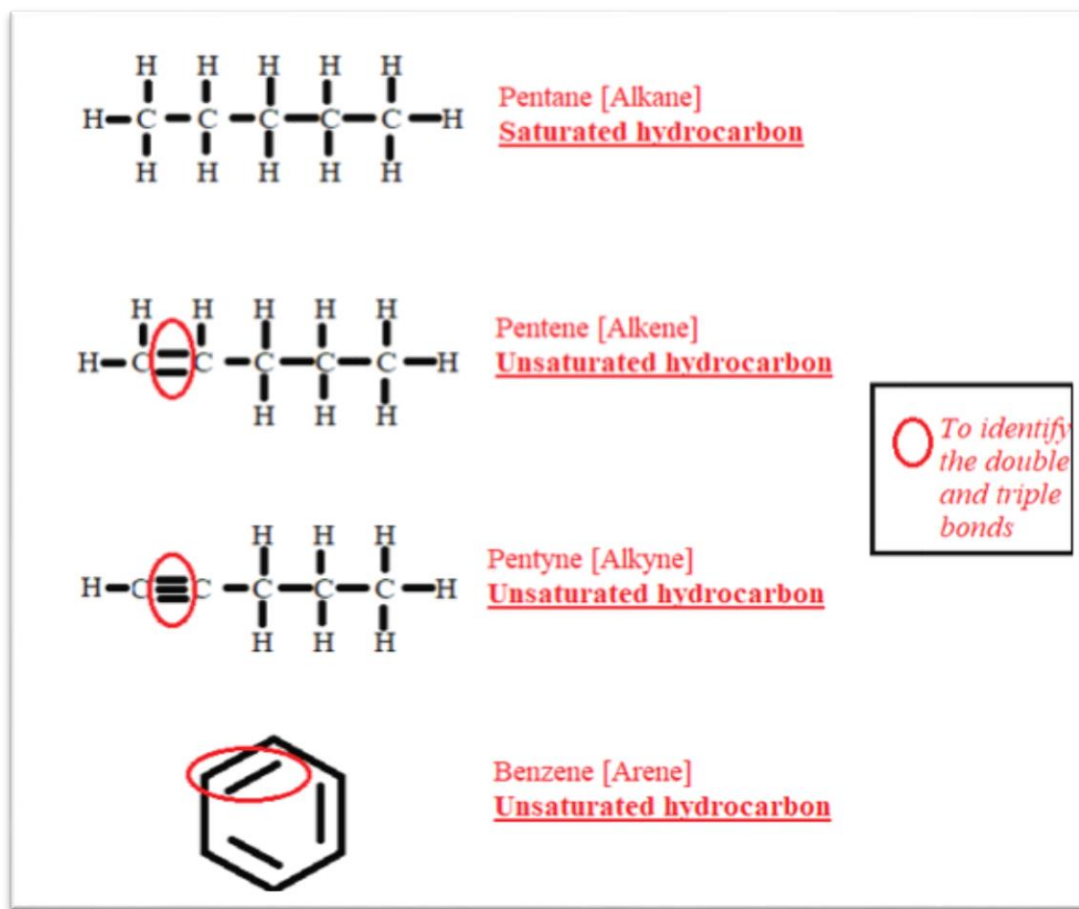 H H H H H
H C C C C C H
H H H H H
Pentane [Alkane]
Saturated hydrocarbon
H H H H H
H C C C C C H
H H H
Pentene [Alkene]
Unsaturated hydrocarbon
To identify
the double
and triple
bonds
H H H
H C C C C C H
H H H
Pentyne [Alkyne]
Unsaturated hydrocarbon
Benzene [Arene]
Unsaturated hydrocarbon